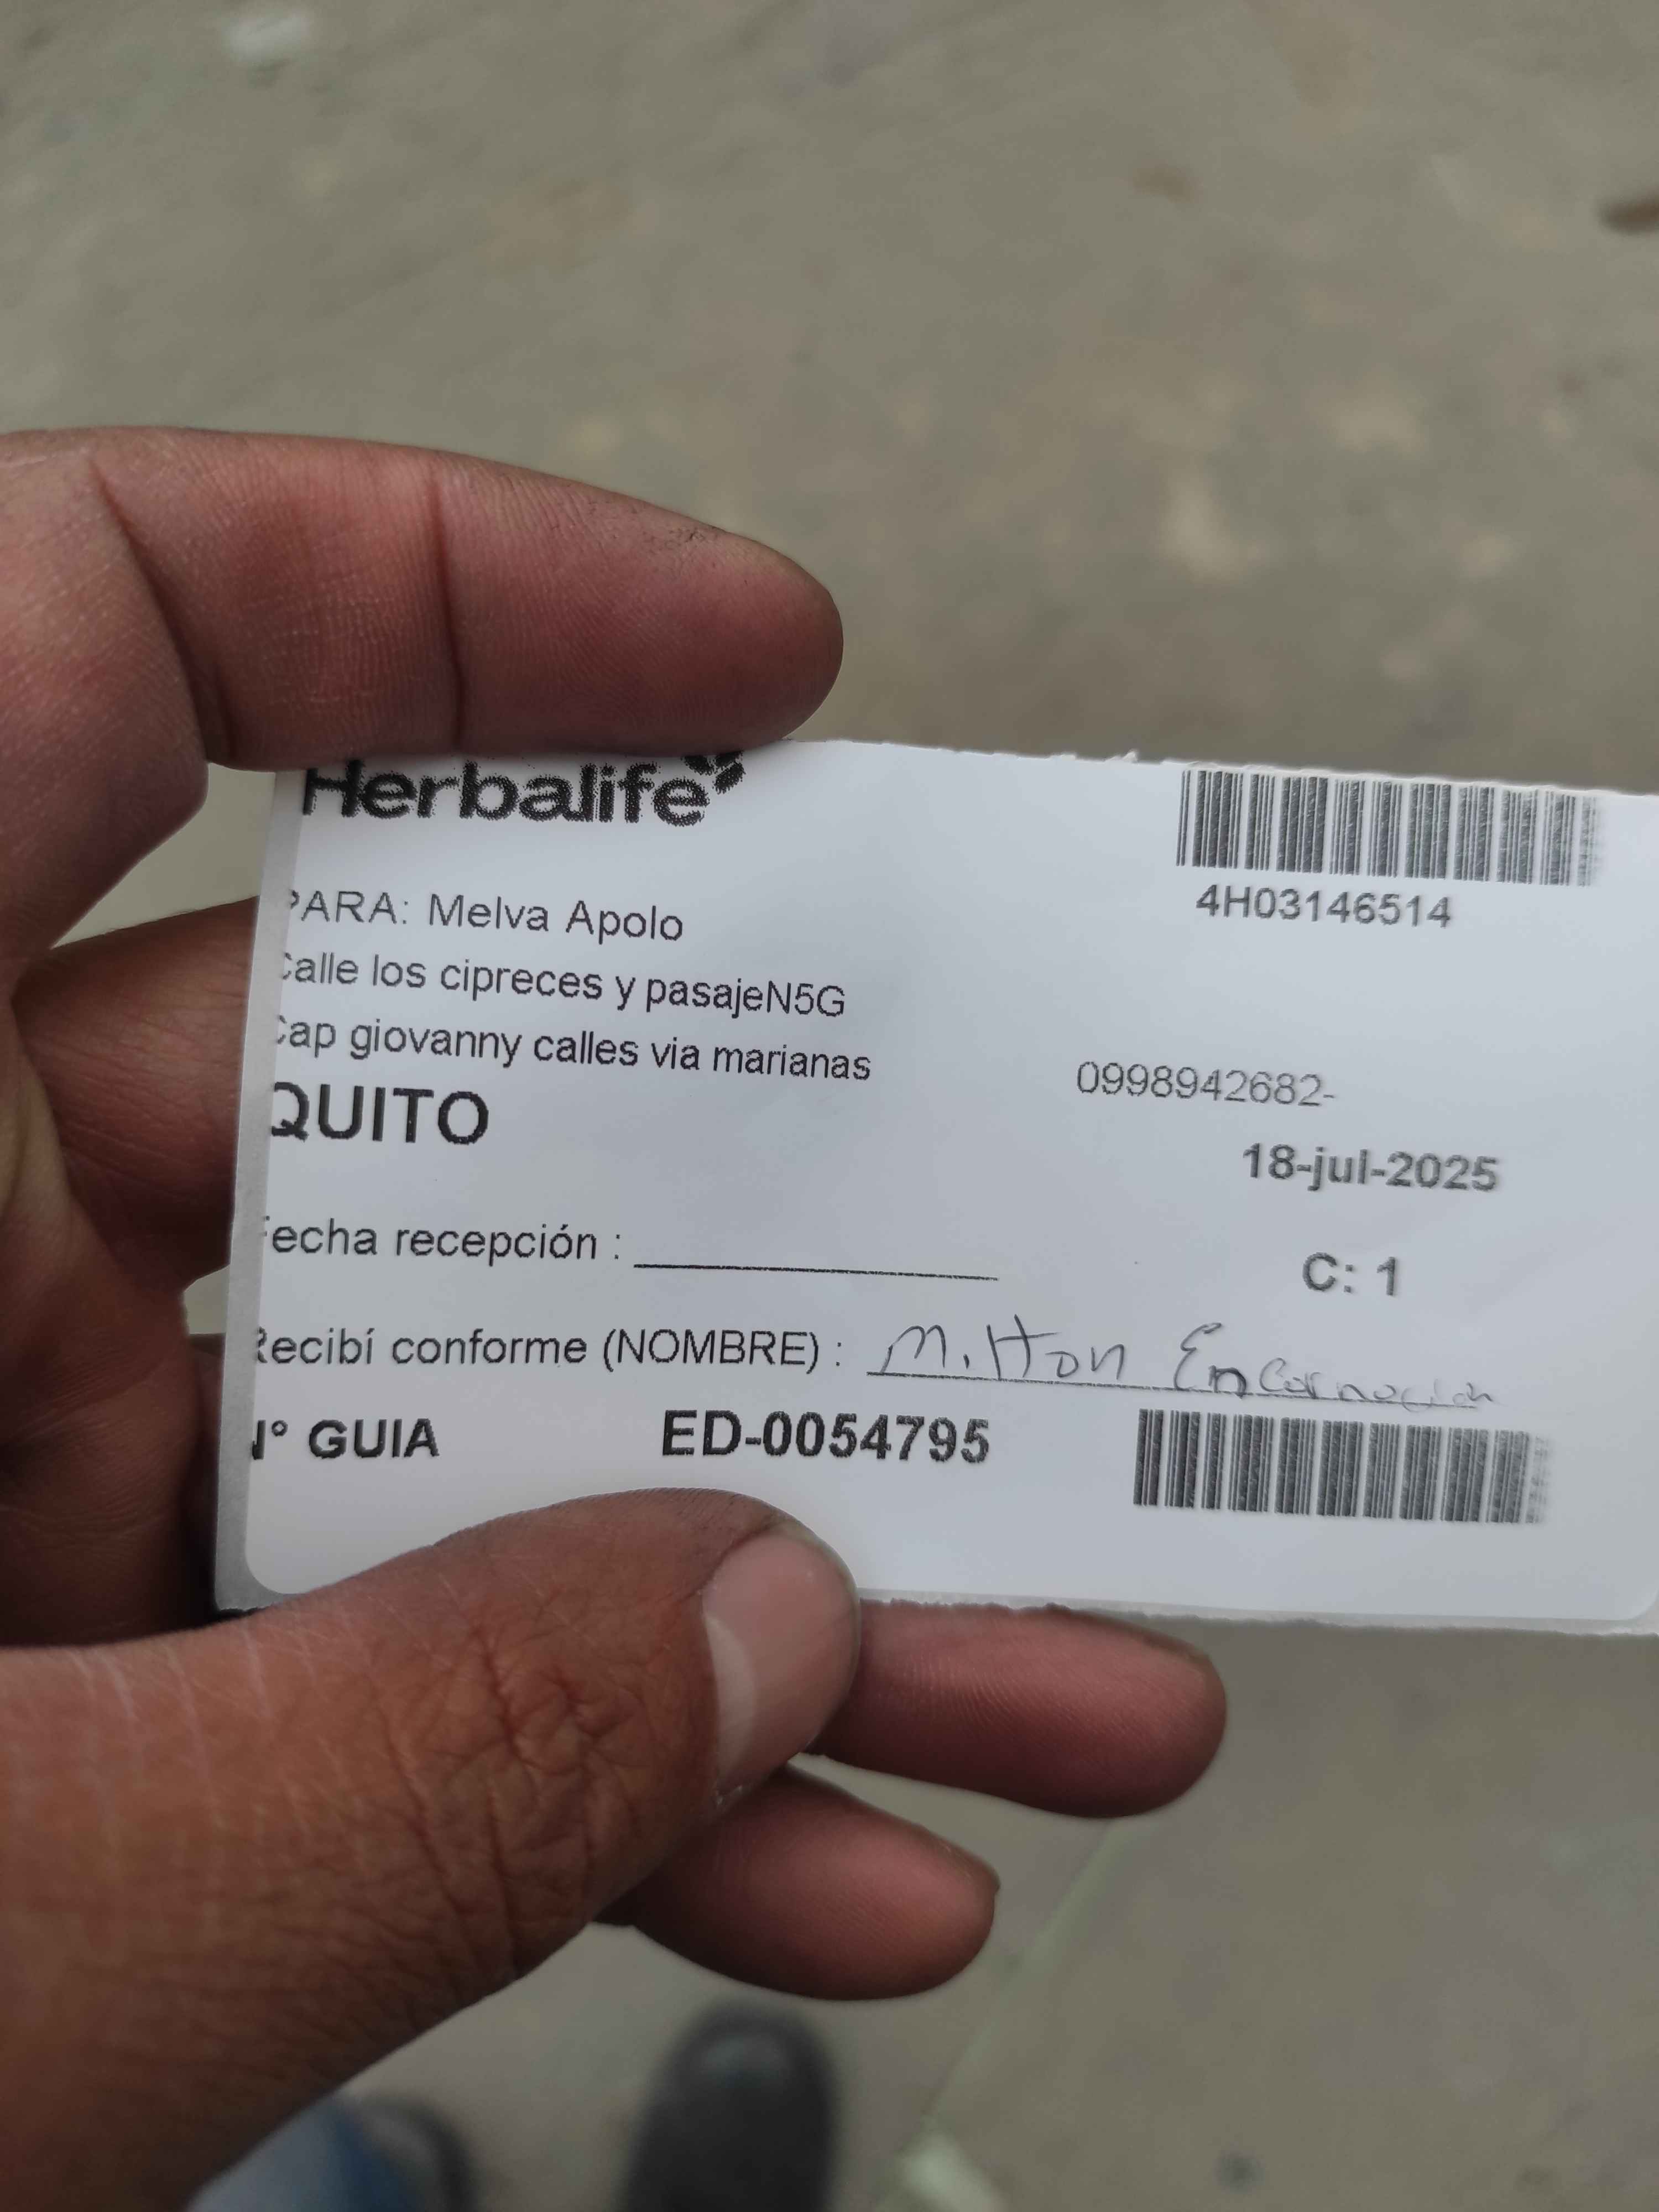 Herbalife
4H03146514
PARA: Melva Apolo
Calle los cipreces y pasajeN5G
Cap giovanny calles via marianas
0998942682-
QUITO
18-jul-2025
Fecha recepción :
C: 1
Recibí conforme (NOMBRE) : Milton Encarnación
N° GUIA ED-0054795